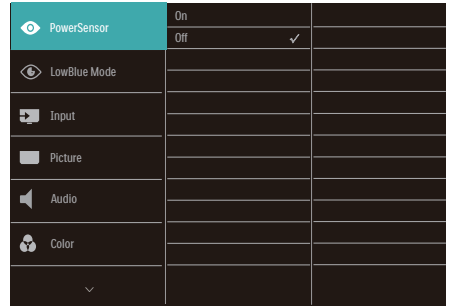 PowerSensor
On
Off
LowBlue Mode
Input
Picture
Audio
Color